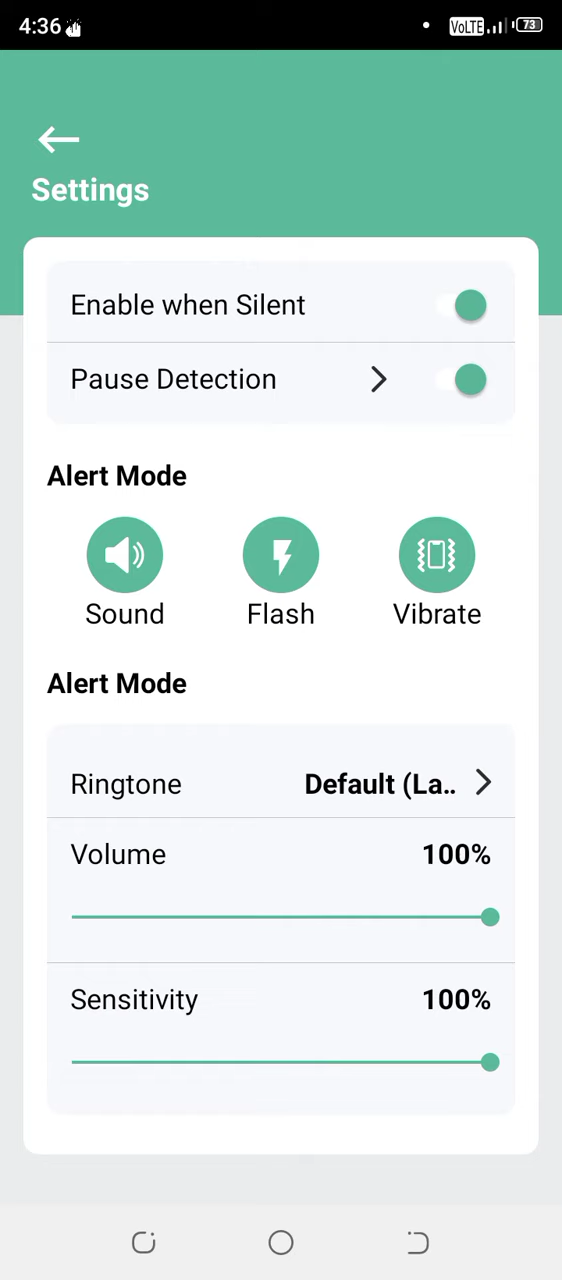 4:36
VoLTE 73
Settings
Enable when Silent
Pause Detection
Alert Mode
Sound Flash Vibrate
Alert Mode
Ringtone Default (La..
Volume 100%
Sensitivity 100%